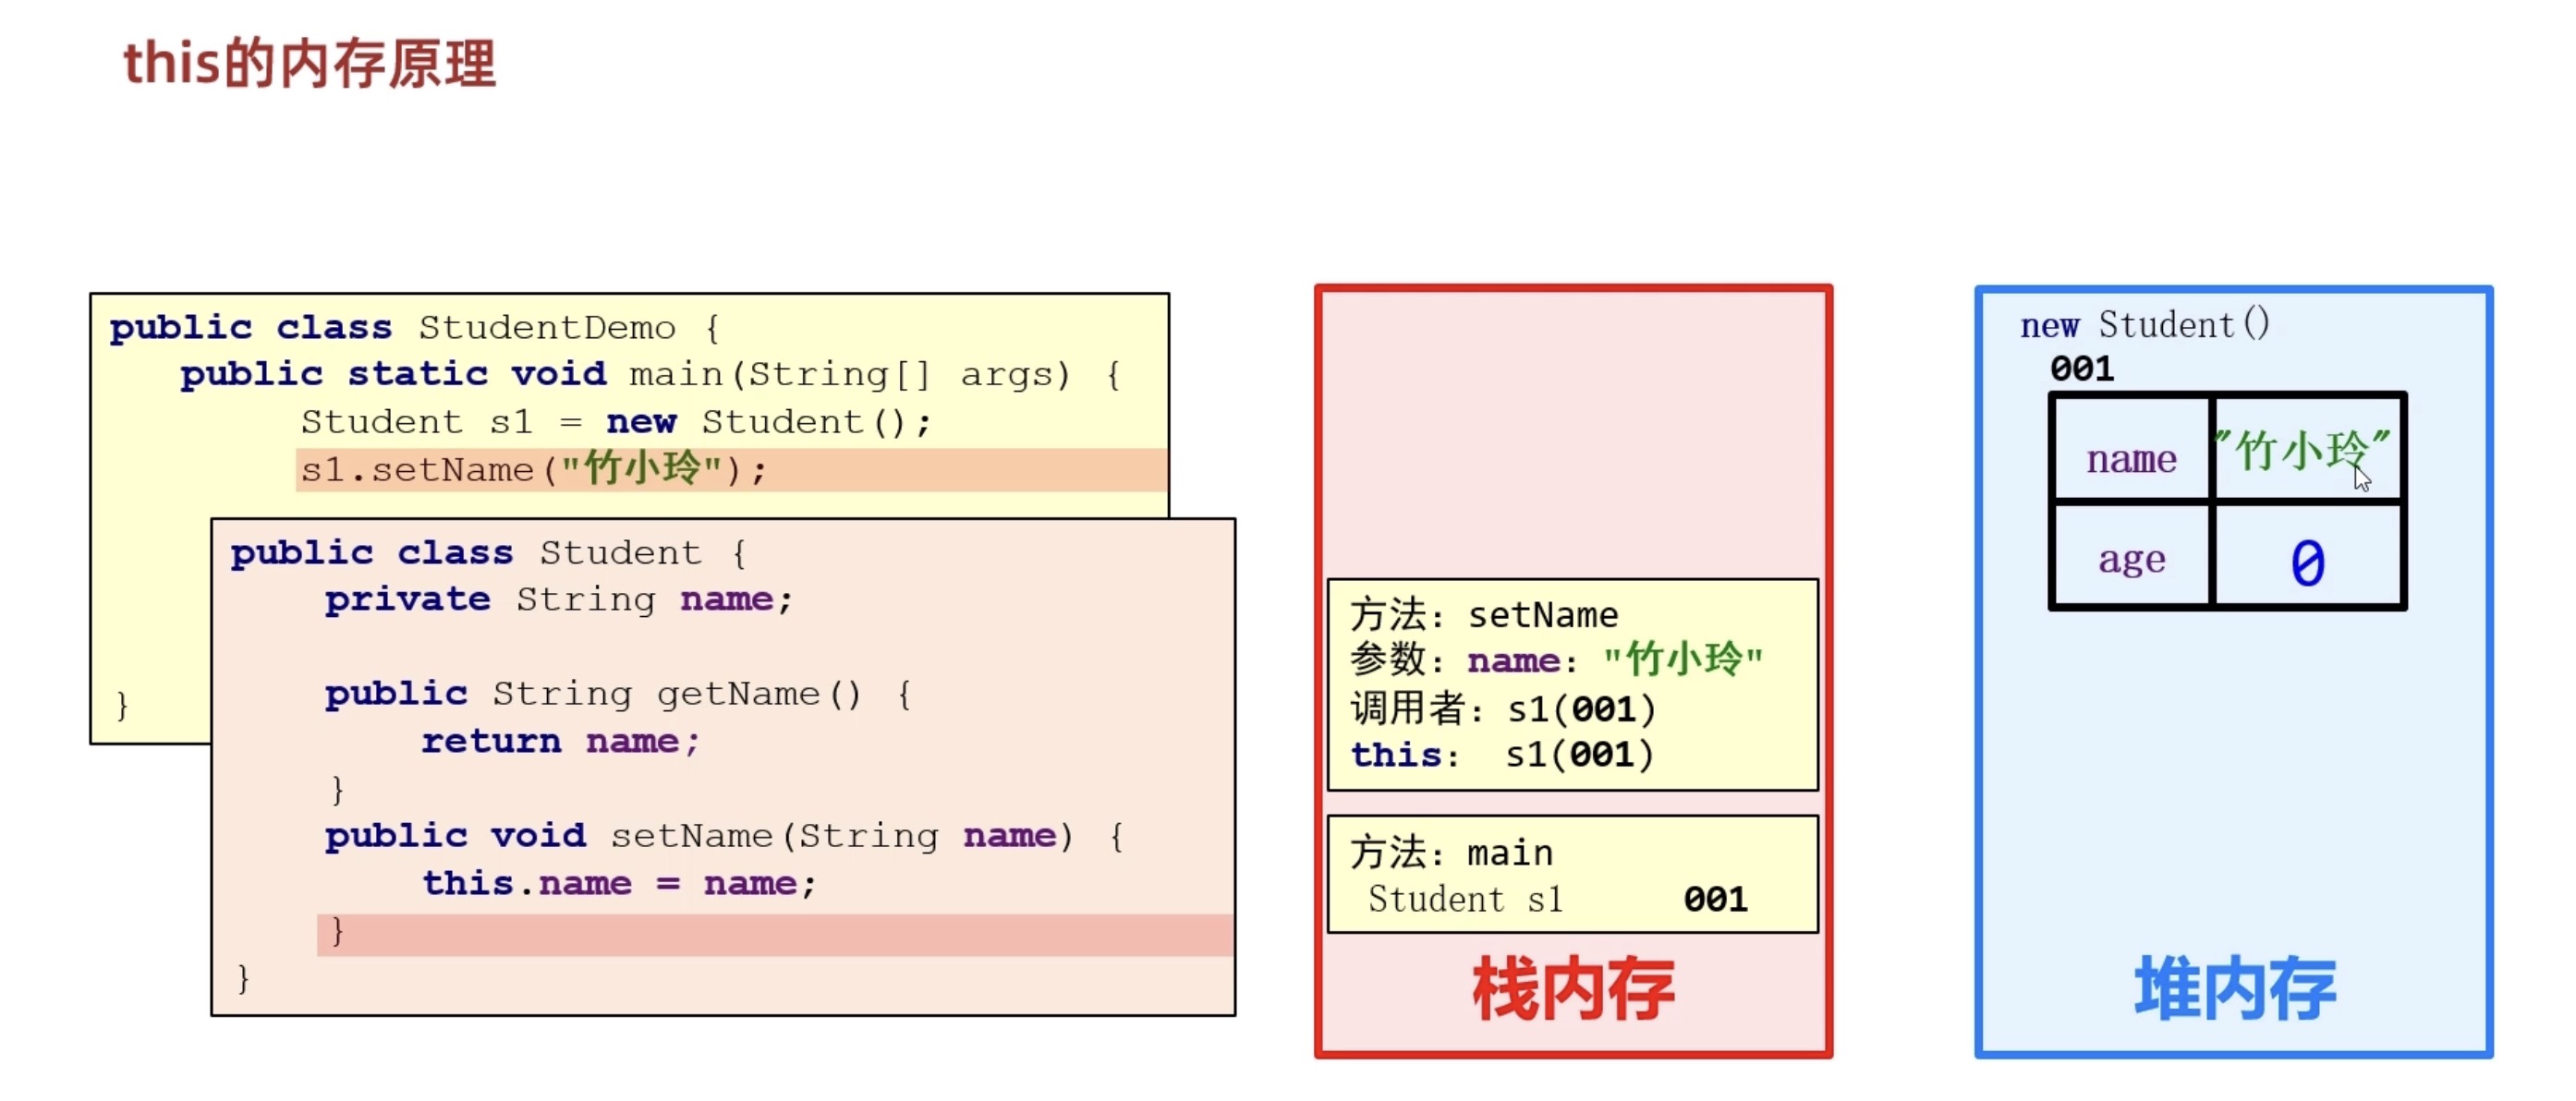 this的内存原理
public class StudentDemo {
public static void main(String[] args) {
Student s1 = new Student();
s1.setName("竹小玲");
}
public class Student {
private String name;
public String getName() {
return name;
}
public void setName(String name) {
this.name = name;
}
}
方法：setName
参数：name："竹小玲"
调用者：s1(001)
this： s1(001)
方法：main
Student s1 001
栈内存
new Student()
001
name "竹小玲"
age 0
堆内存